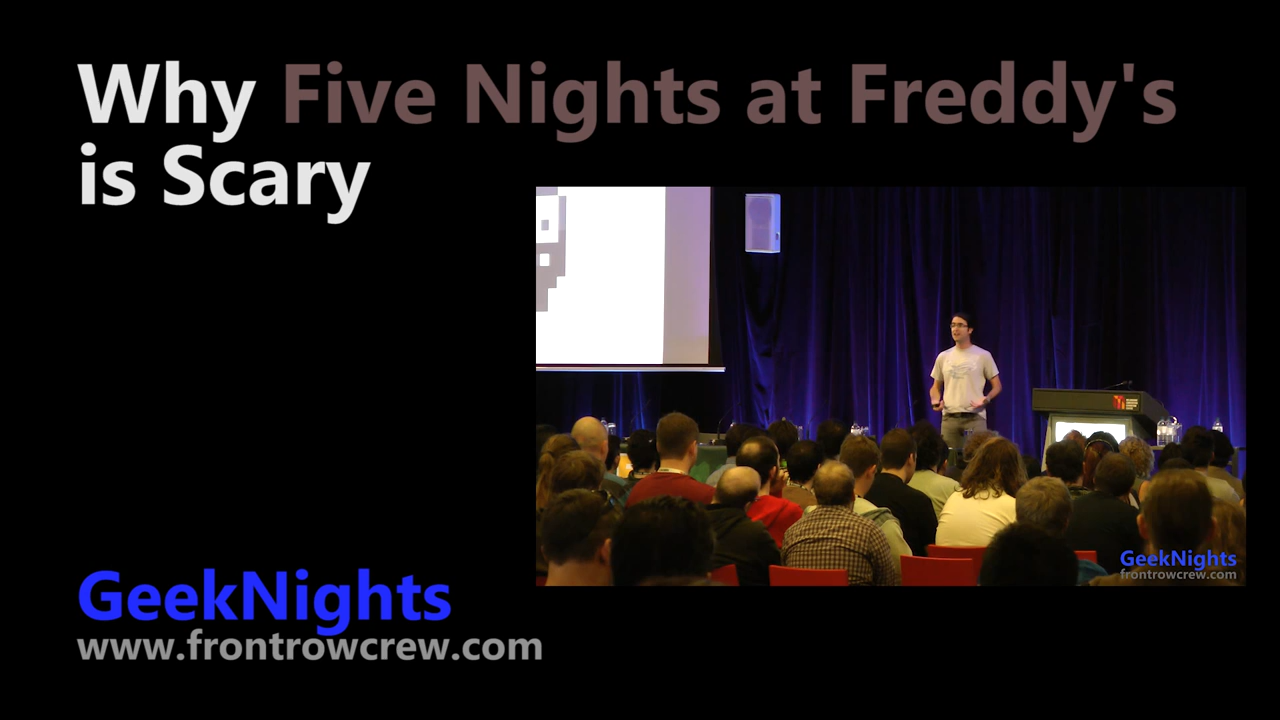 Why Five Nights at Freddy's
is Scary
GeekNights
www.frontrowcrew.com
GeekNights
frontrowcrew.com